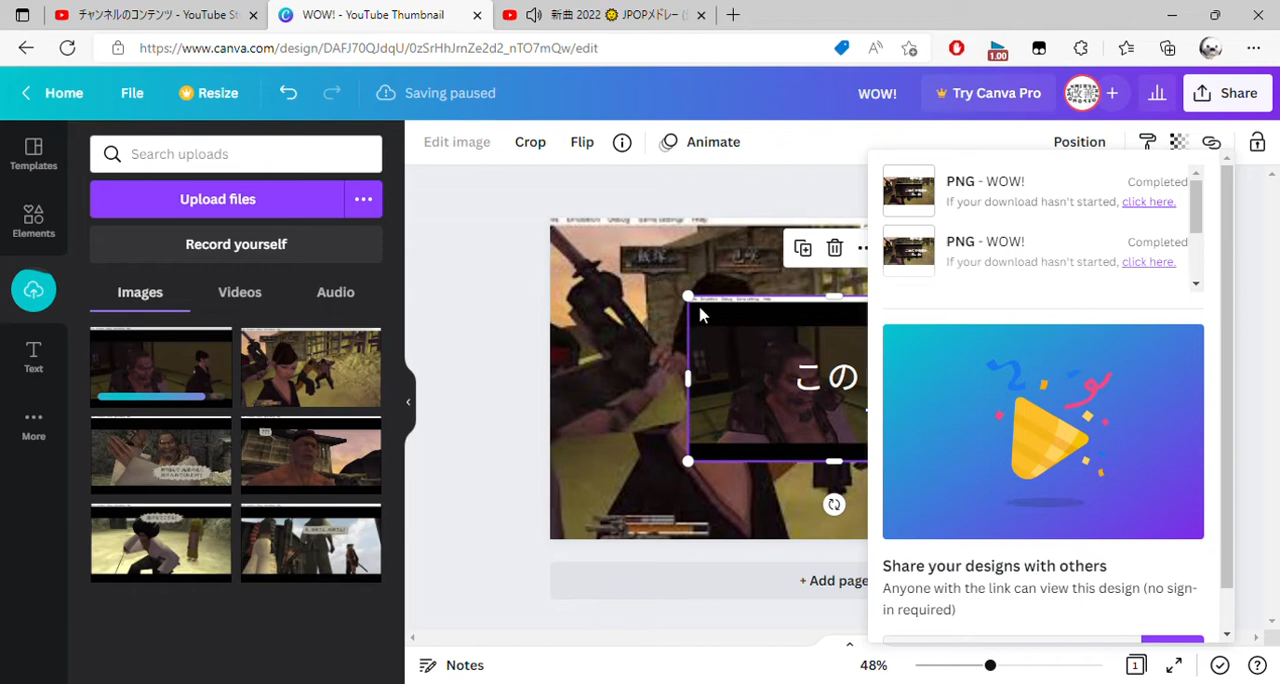 チャンネルのコンテンツ - YouTube St
WOW! - YouTube Thumbnail
新曲 2022 🌞 JPOPメドレー (
https://www.canva.com/design/DAFJ70QJdqU/0zSrHhJrnZe2d2_nTO7mQw/edit
1.00
Home
File
Resize
Saving paused
WOW!
Try Canva Pro
Share
Templates
Elements
Text
More
Search uploads
Upload files
Record yourself
Images
Videos
Audio
Edit image
Crop
Flip
Animate
Position
この
+ Add page
PNG - WOW!
Completed
If your download hasn't started, click here.
PNG - WOW!
Completed
If your download hasn't started, click here.
Share your designs with others
Anyone with the link can view this design (no sign-
in required)
Notes
48%
1